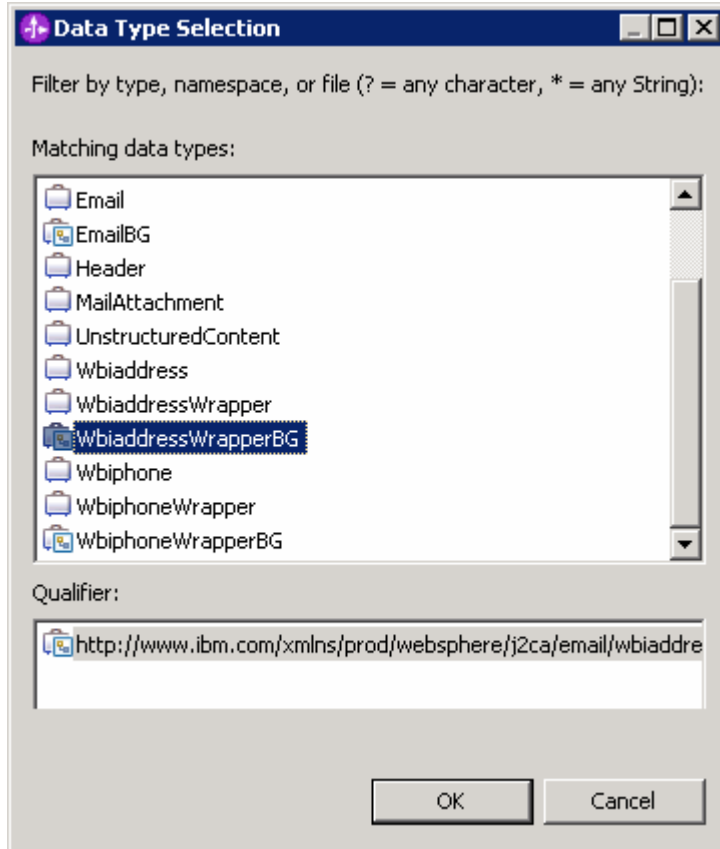 Data Type Selection
Filter by type, namespace, or file (? = any character, * = any String):
Matching data types:
Email
EmailBG
Header
MailAttachment
UnstructuredContent
Wbiaddress
WbiaddressWrapper
WbiaddressWrapperBG
Wbiphone
WbiphoneWrapper
WbiphoneWrapperBG
Qualifier:
http://www.ibm.com/xmlns/prod/websphere/j2ca/email/wbiaddre
OK Cancel